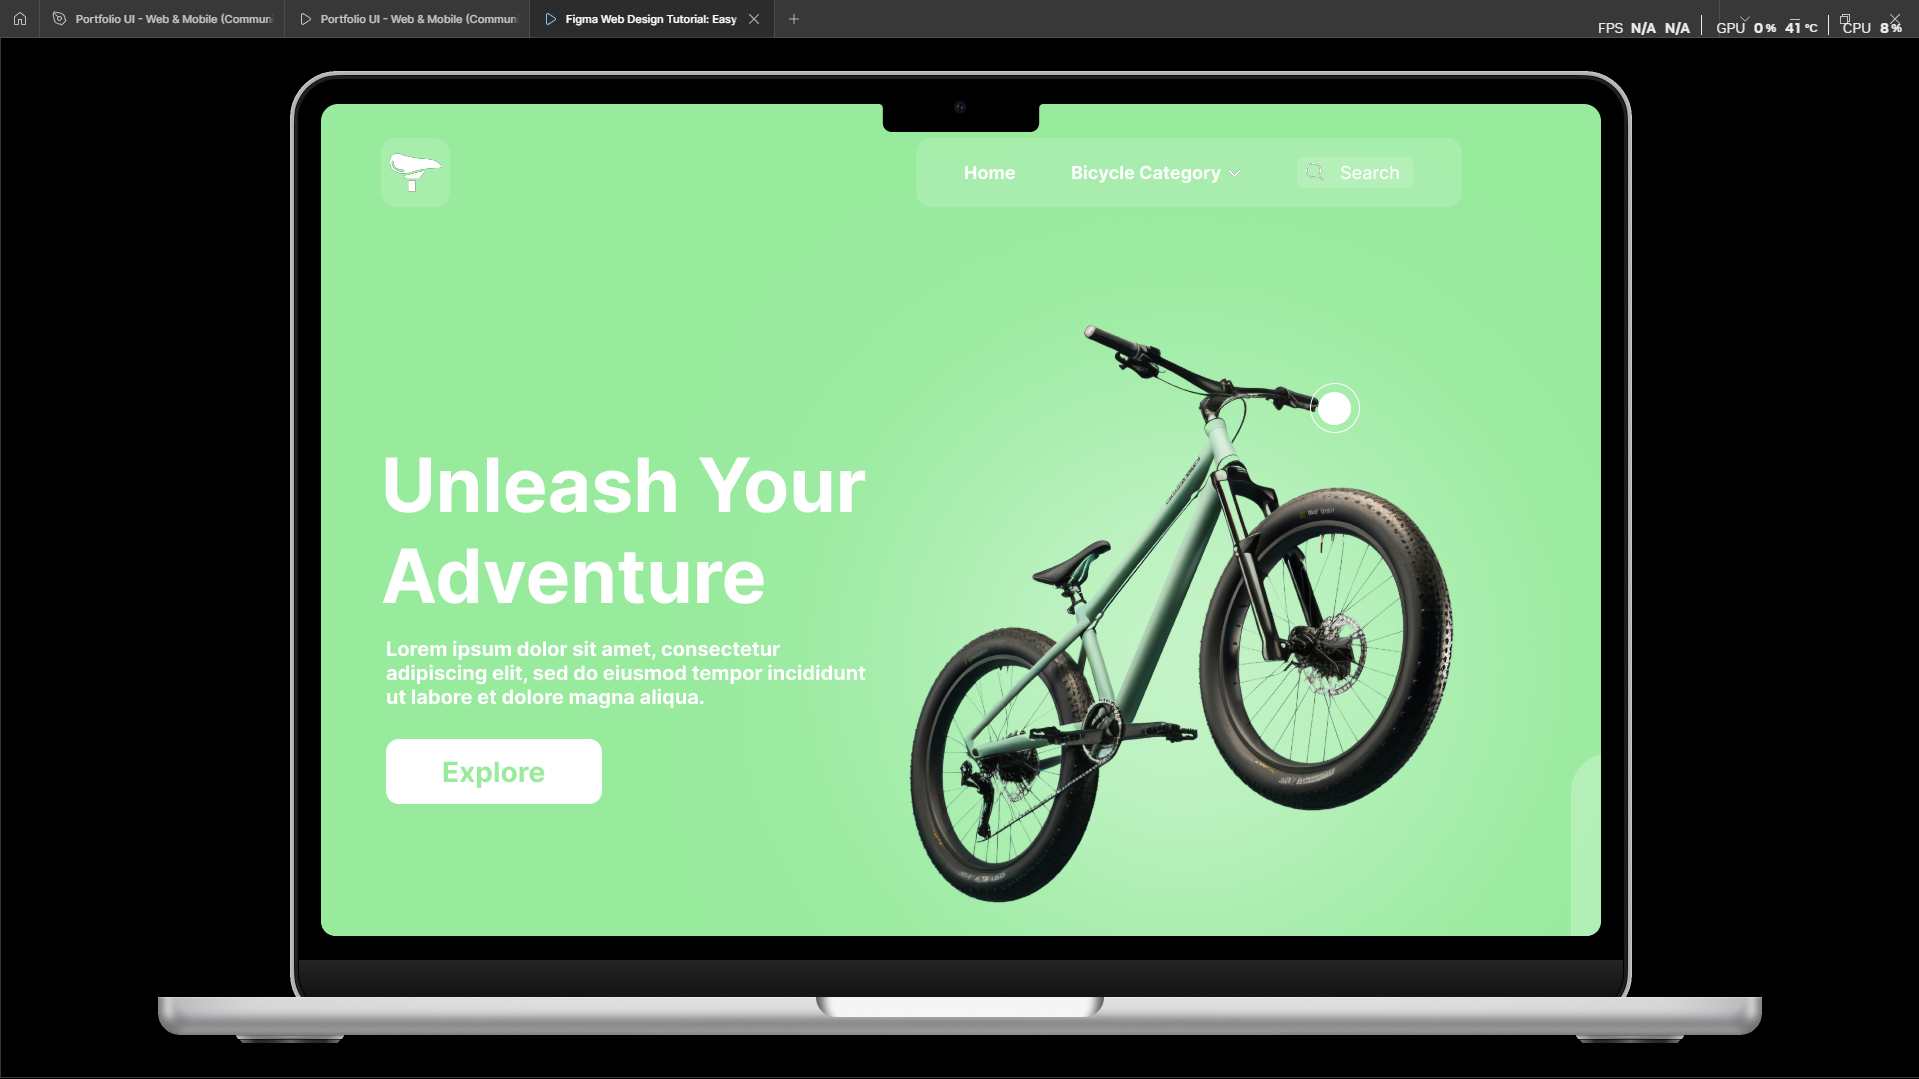 Portfolio UI - Web & Mobile (Commun
Portfolio UI - Web & Mobile (Commun
Figma Web Design Tutorial: Easy
FPS N/A N/A GPU 0% 41°C CPU 8%
Home
Bicycle Category
Search
Unleash Your
Adventure
Lorem ipsum dolor sit amet, consectetur
adipiscing elit, sed do eiusmod tempor incididunt
ut labore et dolore magna aliqua.
Explore